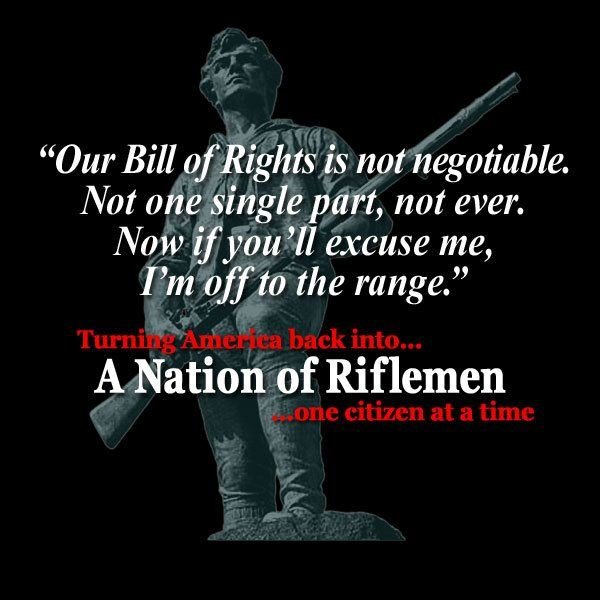 “Our Bill of Rights is not negotiable.
Not one single part, not ever.
Now if you’ll excuse me,
I’m off to the range.”
Turning America back into...
A Nation of Riflemen
...one citizen at a time